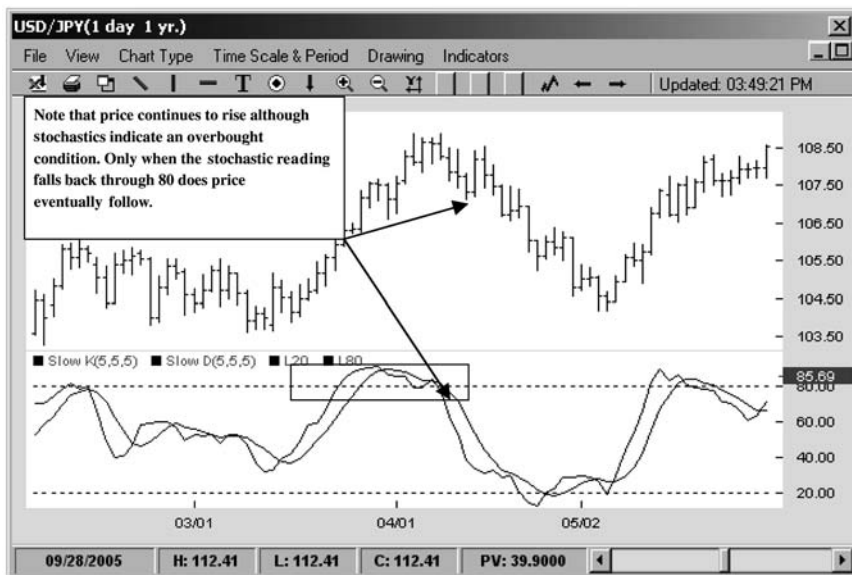 USD/JPY(1 day 1 yr.)
File View Chart Type Time Scale & Period Drawing Indicators
T Updated: 03:49:21 PM
Note that price continues to rise although
stochastics indicate an overbought
condition. Only when the stochastic reading
falls back through 80 does price
eventually follow.
108.50
107.50
106.50
105.50
104.50
103.50
Slow K(5,5,5) Slow D(5,5,5) L20 L80
85.69
80.00
60.00
40.00
20.00
03/01 04/01 05/02
09/28/2005 H: 112.41 L: 112.41 C: 112.41 PV: 39.9000